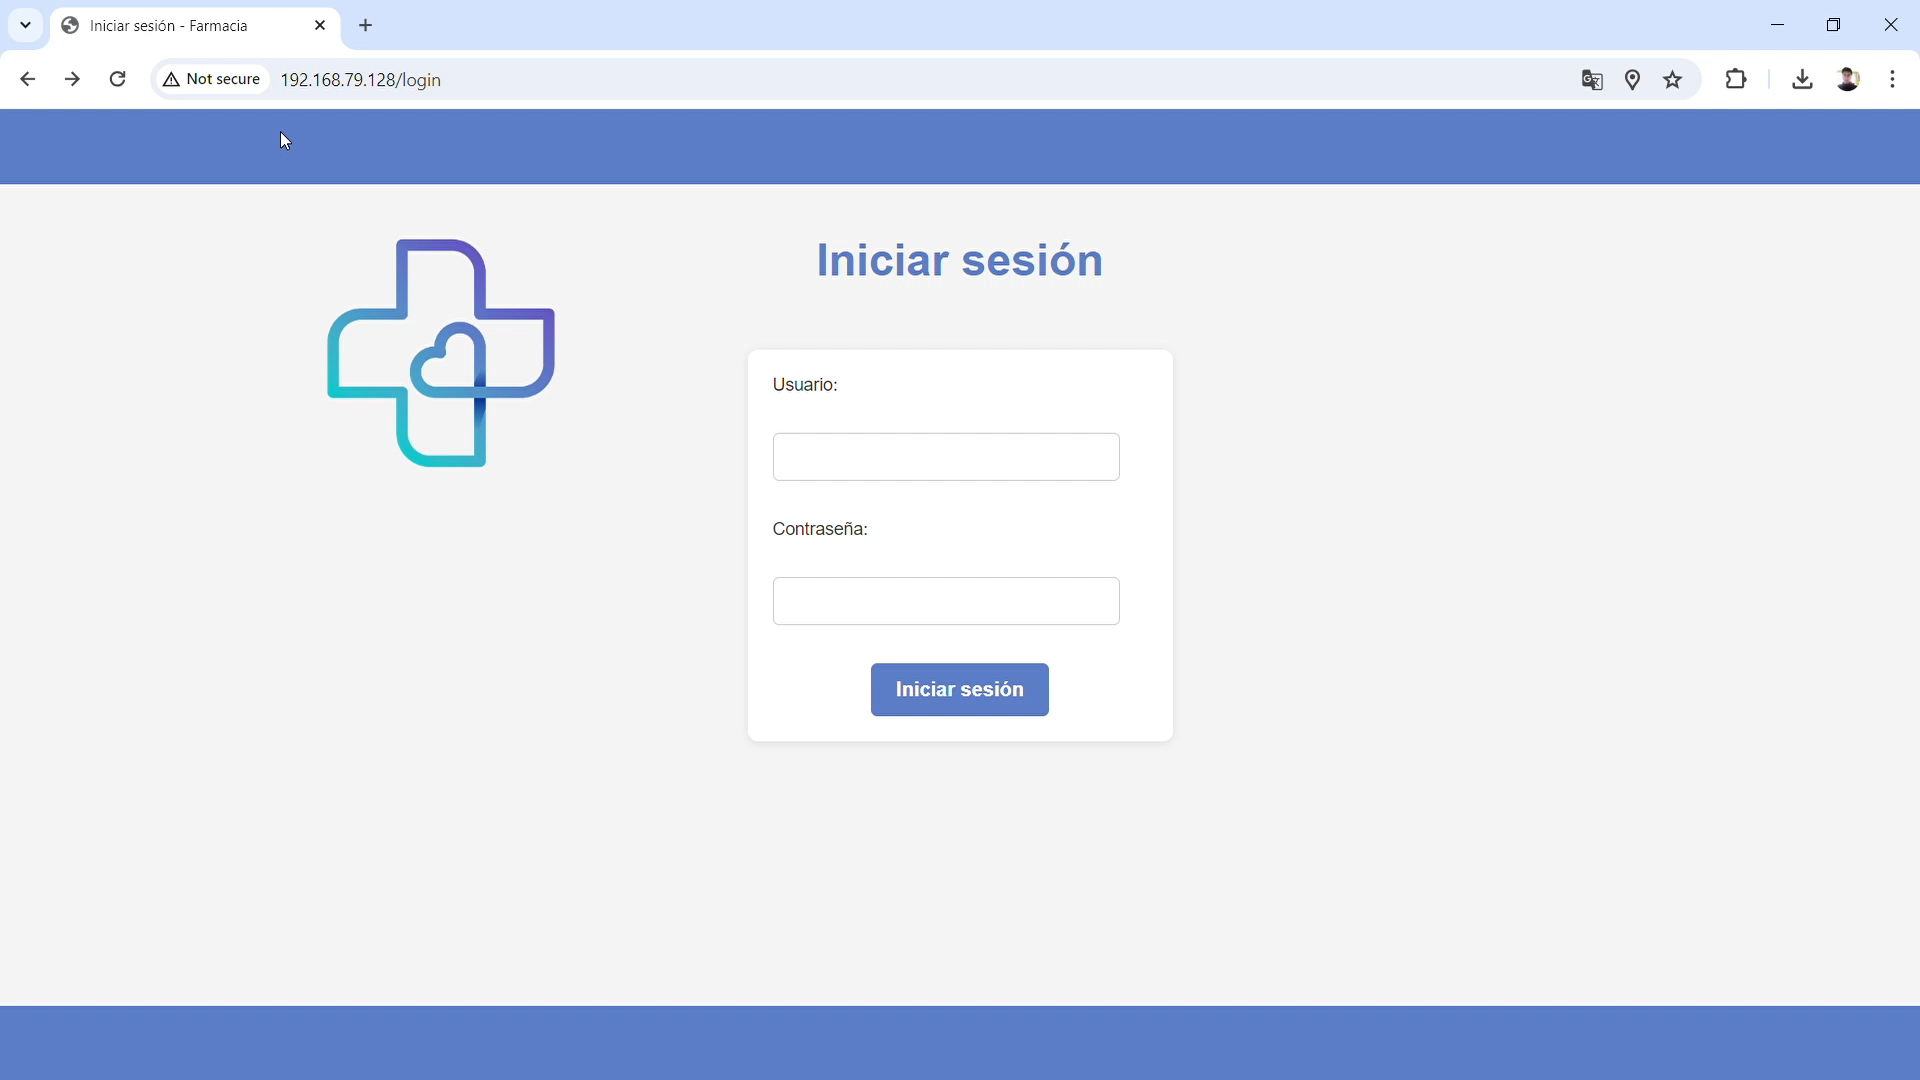 Iniciar sesión - Farmacia
Not secure
192.168.79.128/login
Iniciar sesión
Usuario:
Contraseña:
Iniciar sesión